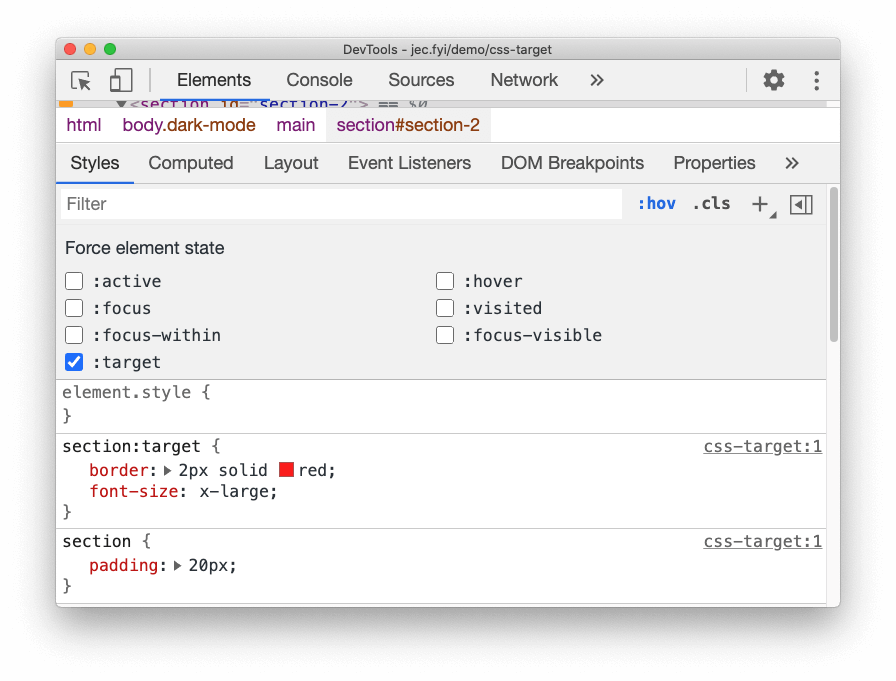 DevTools - jec.fyi/demo/css-target
Elements Console Sources Network »
<section id="section-2"> == $0
html body.dark-mode main section#section-2
Styles Computed Layout Event Listeners DOM Breakpoints Properties »
Filter :hov .cls +
Force element state
:active :hover
:focus :visited
:focus-within :focus-visible
:target
element.style {
}
section:target { css-target:1
border: 2px solid red;
font-size: x-large;
}
section { css-target:1
padding: 20px;
}